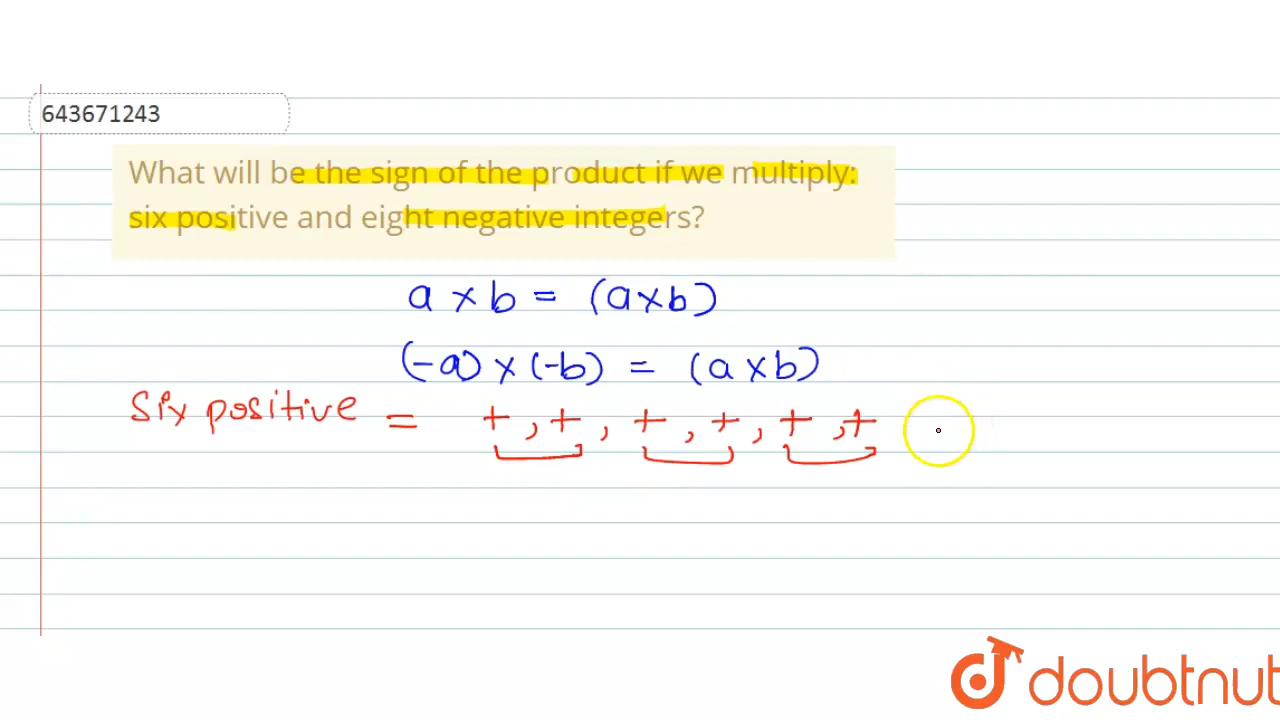 643671243
What will be the sign of the product if we multiply:
six positive and eight negative integers?
a × b = (a×b)
(-a) × (-b) = (a × b)
Six positive = +, +, +, +, +, +
doubtnut